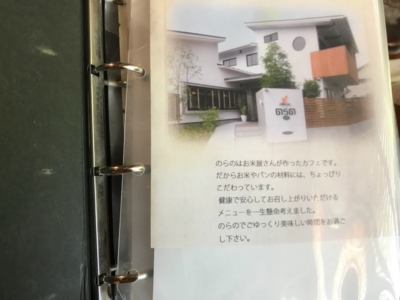 のらのはお米屋さんが作ったカフェです。
だからお米やパンの材料には、ちょっぴり
こだわっています。
健康で安心してお召し上がりいただける
メニューを一生懸命考えました。
のらのでごゆっくり美味しい時間をお過ご
し下さい。